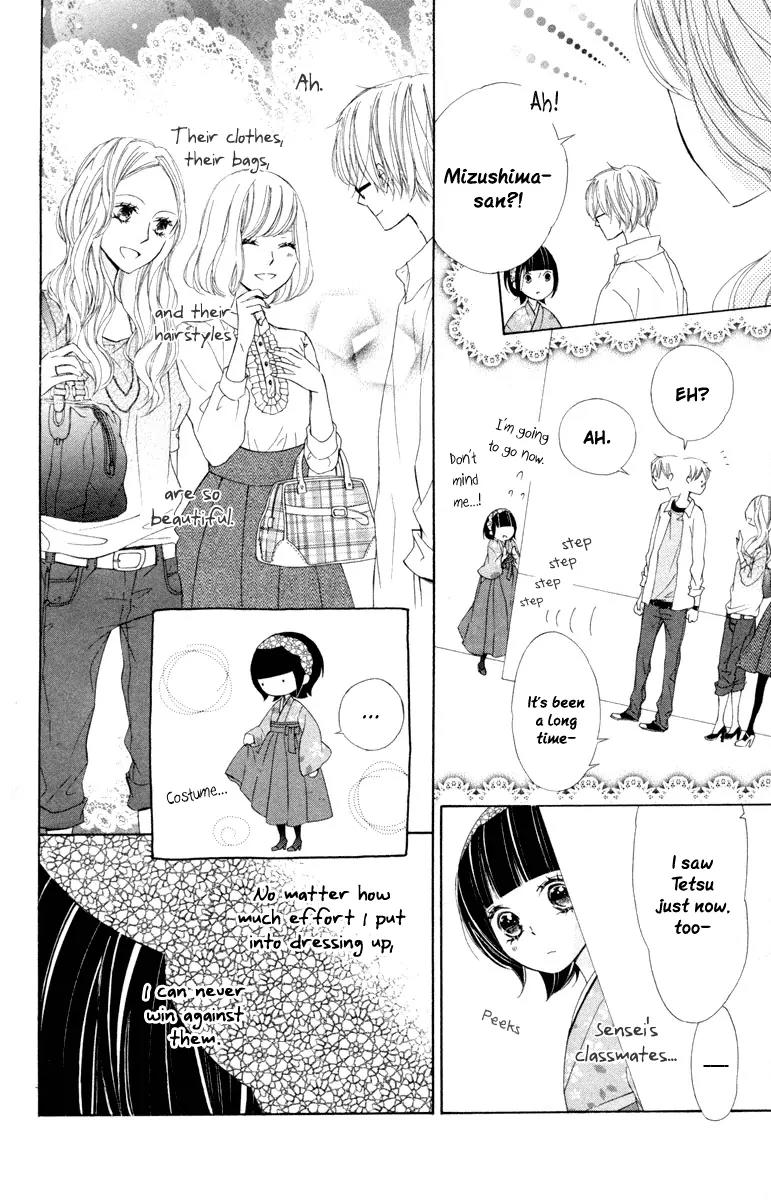 Ah!
Mizushima-
san?!
EH?
AH.
I'm going
to go now.
Don't
mind
me...!
step
step
step
step
It's been
a long
time-
I saw
Tetsu
just now,
too-
Peeks
Sensei's
classmates...
Ah.
Their clothes,
their bags,
and their
hairstyles
are so
beautiful.
...
Costume...
No matter how
much effort I put
into dressing up,
I can never
win against
them.